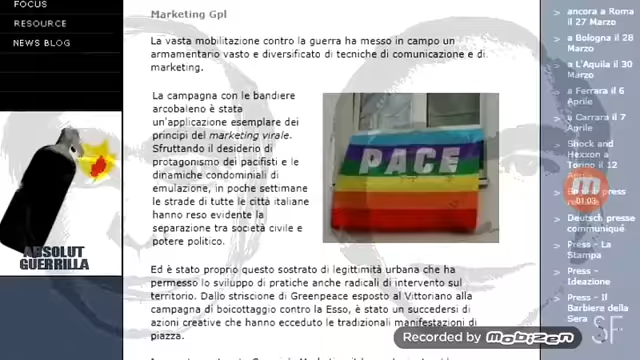 FOCUS
RESOURCE
NEWS BLOG
ABSOLUT
GUERRILLA
Marketing Gpl
La vasta mobilitazione contro la guerra ha messo in campo un
armamentario vasto e diversificato di tecniche di comunicazione e di
marketing.
La campagna con le bandiere
arcobaleno è stata
un'applicazione esemplare dei
principi del marketing virale.
Sfruttando il desiderio di
protagonismo dei pacifisti e le
dinamiche condominiali di
emulazione, in poche settimane
le strade di tutte le città italiane
hanno reso evidente la
separazione tra società civile e
potere politico.
PACE
Ed è stato proprio questo sostrato di legittimità urbana che ha
permesso lo sviluppo di pratiche anche radicali di intervento sul
territorio. Dallo striscione di Greenpeace esposto al Vittoriano alla
campagna di boicottaggio contro la Esso, è stato un succedersi di
azioni creative che hanno ecceduto le tradizionali manifestazioni di
piazza.
> ancora a Roma
il 27 Marzo
> a Bologna il 28
Marzo
> a L'Aquila il 30
Marzo
> a Ferrara il 6
Aprile
> a Carrara il 7
Aprile
> Snock and
Hexxon a
Torino il 12
01:03
> Deutsch presse
communiqué
> Press - La
Stampa
> Press -
Ideazione
> Press - Il
Barbiere della
Sera
SF
Recorded by Mobizen